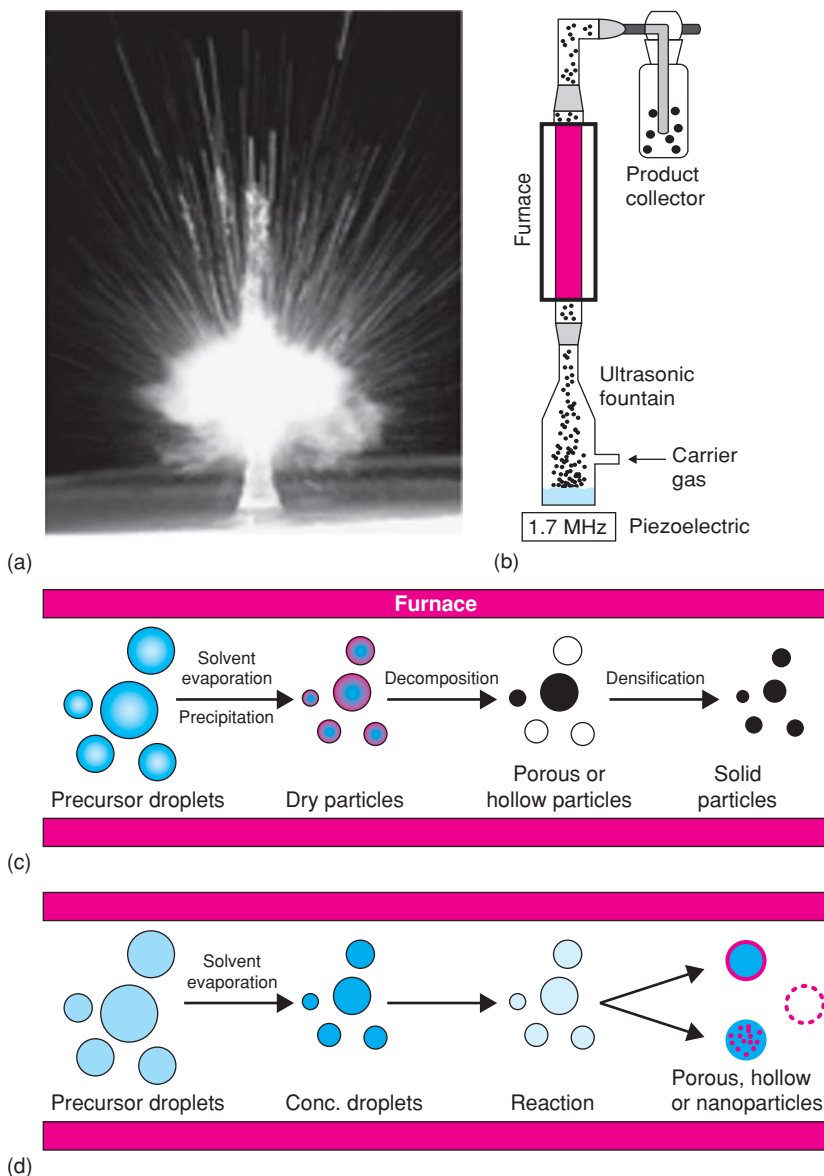 Product
collector
Furnace
Ultrasonic
fountain
Carrier
gas
1.7 MHz
Piezoelectric
(a)
(b)
Furnace
Solvent
evaporation
Precipitation
Decomposition
Densification
Precursor droplets
Dry particles
Porous or
hollow particles
Solid
particles
(c)
Solvent
evaporation
Precursor droplets
Conc. droplets
Reaction
Porous, hollow
or nanoparticles
(d)